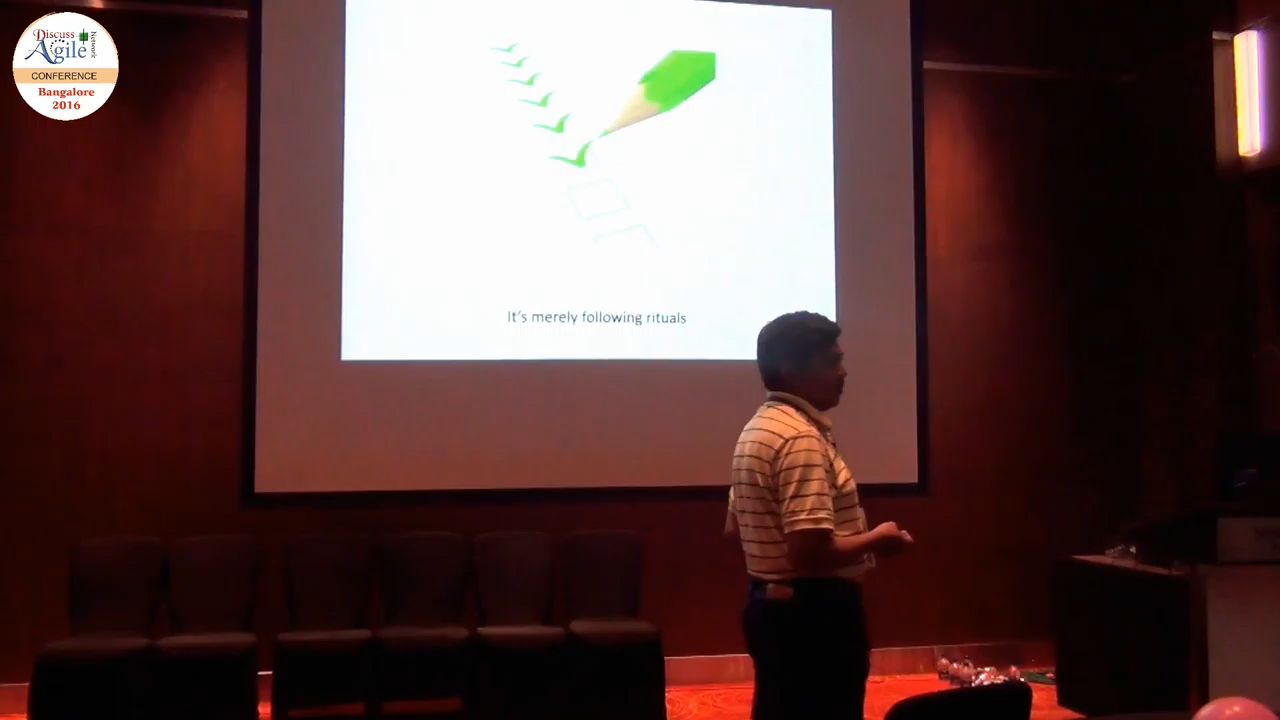 Discuss
Agile
Network
CONFERENCE
Bangalore
2016
It's merely following rituals